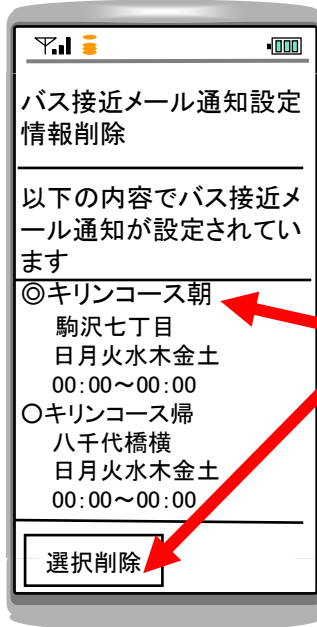 バス接近メール通知設定
情報削除
以下の内容でバス接近メ
ール通知が設定されてい
ます
◎キリンコース朝
駒沢七丁目
日月火水木金土
00:00～00:00
○キリンコース帰
八千代橋横
日月火水木金土
00:00～00:00
選択削除